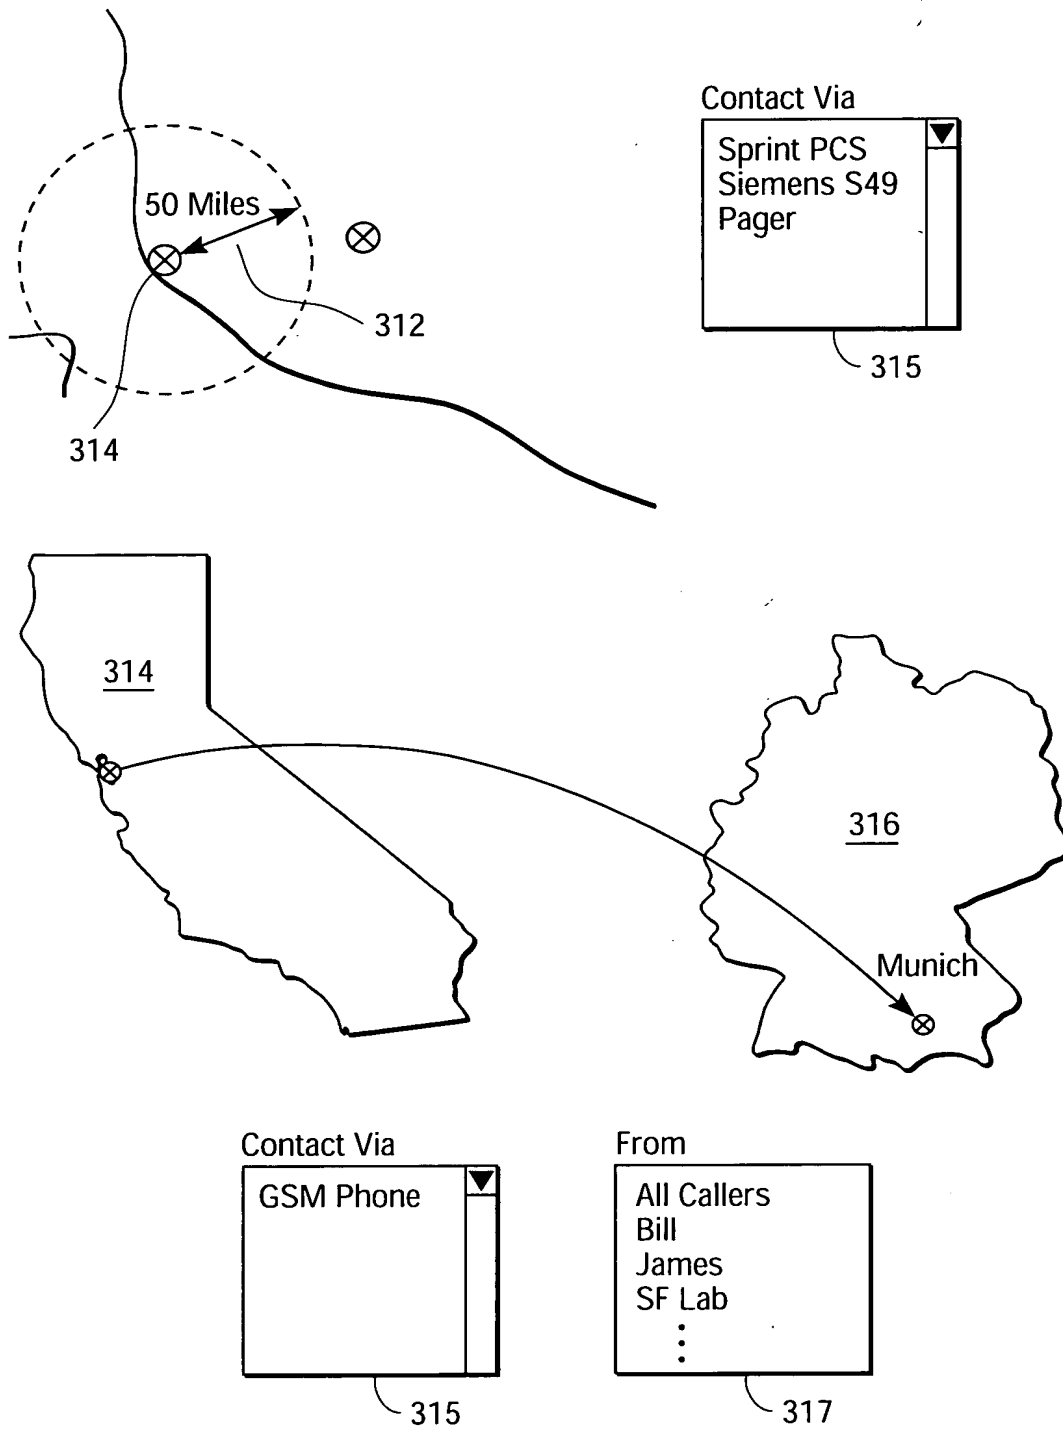 Contact Via
Sprint PCS
Siemens S49
Pager
315
50 Miles
312
314
314
316
Munich
Contact Via
GSM Phone
315
From
All Callers
Bill
James
SF Lab
317